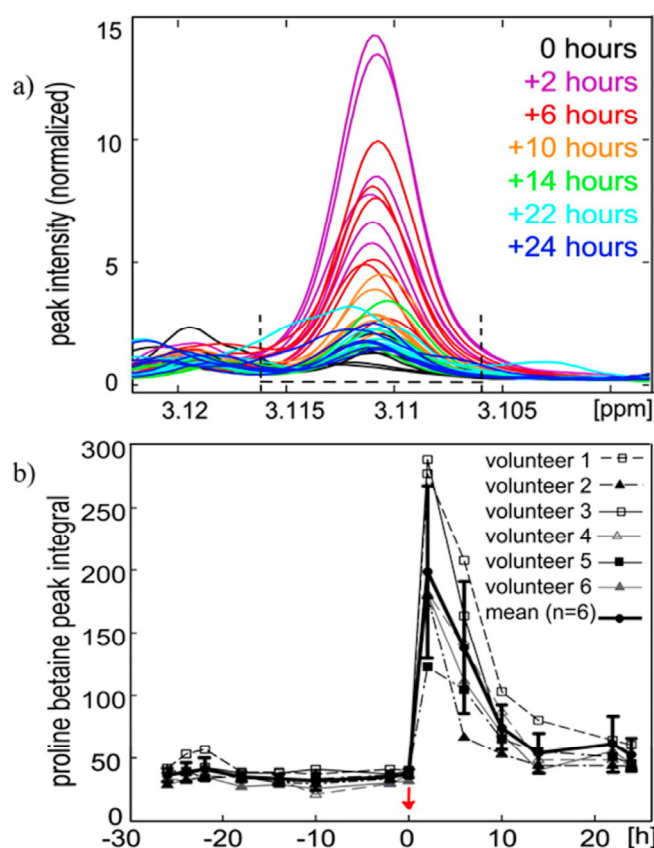 a)
peak intensity (normalized)
15
10
5
0
0 hours
+2 hours
+6 hours
+10 hours
+14 hours
+22 hours
+24 hours
3.12 3.115 3.11 3.105 [ppm]
b)
proline betaine peak integral
300
250
200
150
100
50
0
volunteer 1
volunteer 2
volunteer 3
volunteer 4
volunteer 5
volunteer 6
mean (n=6)
-30 -20 -10 0 10 20 [h]